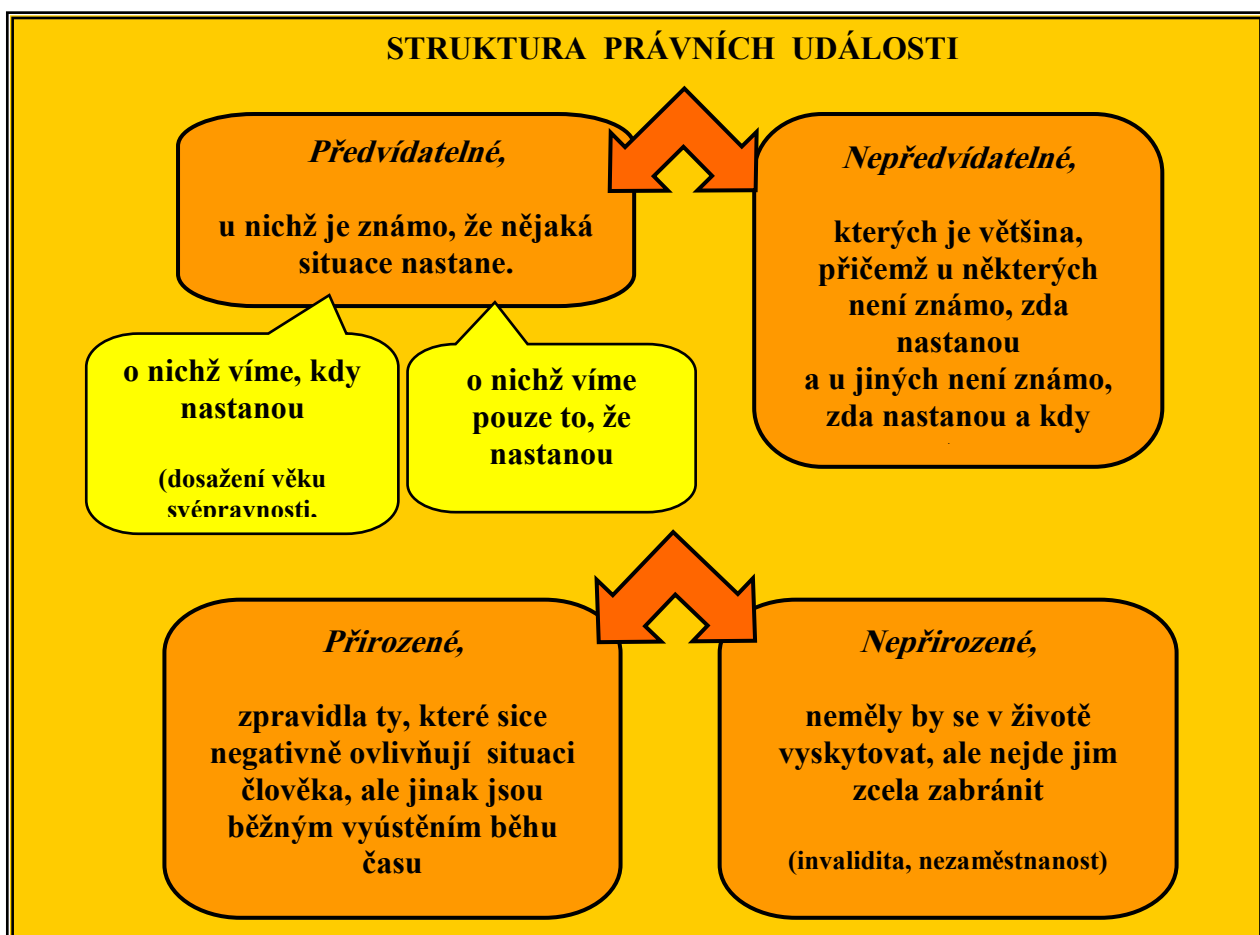 STRUKTURA PRÁVNÍCH UDÁLOSTI
Předvídatelné,
u nichž je známo, že nějaká
situace nastane.
o nichž víme, kdy
nastanou
(dosažení věku
svéprávnosti,
o nichž víme
pouze to, že
nastanou
Nepředvídatelné,
kterých je většina,
přičemž u některých
není známo, zda
nastanou
a u jiných není známo,
zda nastanou a kdy
Přirozené,
zpravidla ty, které sice
negativně ovlivňují situaci
člověka, ale jinak jsou
běžným vyústěním běhu
času
Nepřirozené,
neměly by se v životě
vyskytovat, ale nejde jim
zcela zabránit
(invalidita, nezaměstnanost)